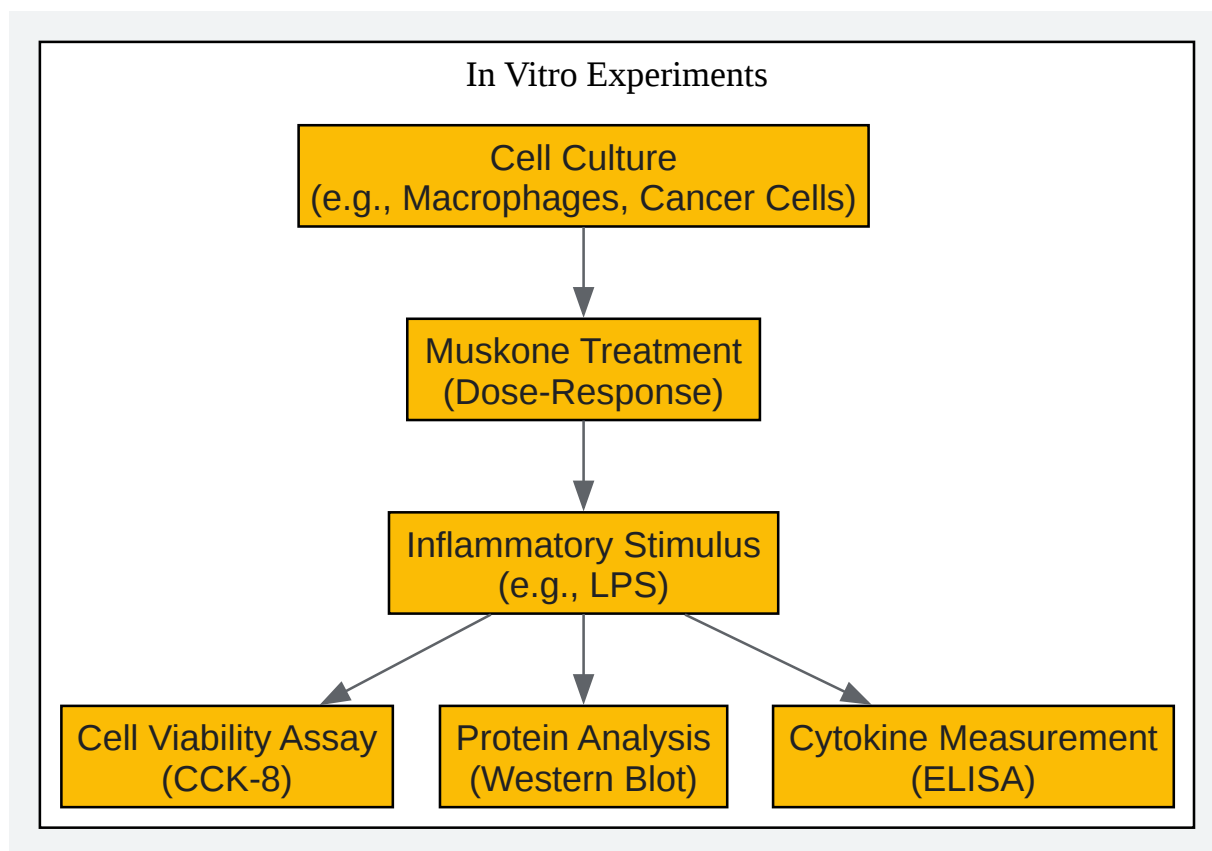 In Vitro Experiments
Cell Culture
(e.g., Macrophages, Cancer Cells)
Muskone Treatment
(Dose-Response)
Inflammatory Stimulus
(e.g., LPS)
Cell Viability Assay
(CCK-8)
Protein Analysis
(Western Blot)
Cytokine Measurement
(ELISA)